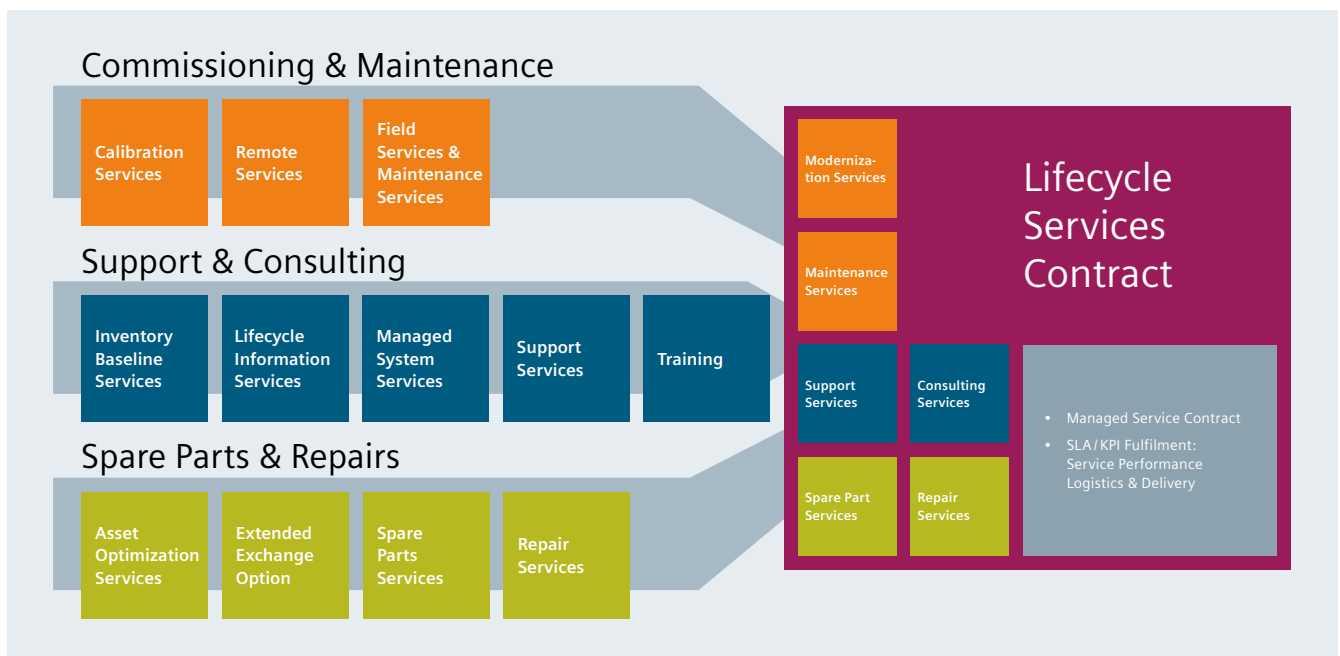 Commissioning & Maintenance
Calibration
Services
Remote
Services
Field
Services &
Maintenance
Services
Support & Consulting
Inventory
Baseline
Services
Lifecycle
Information
Services
Managed
System
Services
Support
Services
Training
Spare Parts & Repairs
Asset
Optimization
Services
Extended
Exchange
Option
Spare
Parts
Services
Repair
Services
Lifecycle
Services
Contract
Moderniza-
tion Services
Maintenance
Services
Support
Services
Consulting
Services
Spare Part
Services
Repair
Services
• Managed Service Contract
• SLA/KPI Fulfilment:
Service Performance
Logistics & Delivery